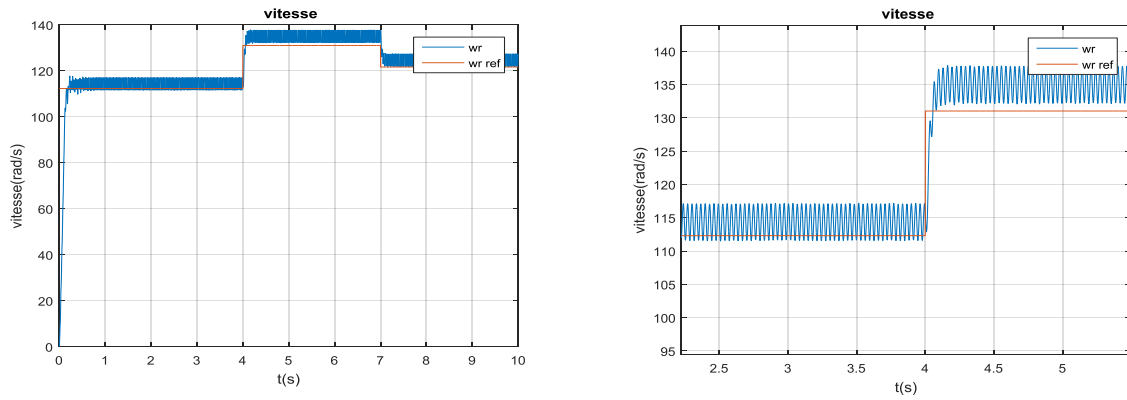 vitesse
140
120
100
80
60
40
20
0
vitesse(rad/s)
wr
wr ref
0 1 2 3 4 5 6 7 8 9 10
t(s)
vitesse
140
135
130
125
120
115
110
105
100
95
vitesse(rad/s)
wr
wr ref
2.5 3 3.5 4 4.5 5
t(s)